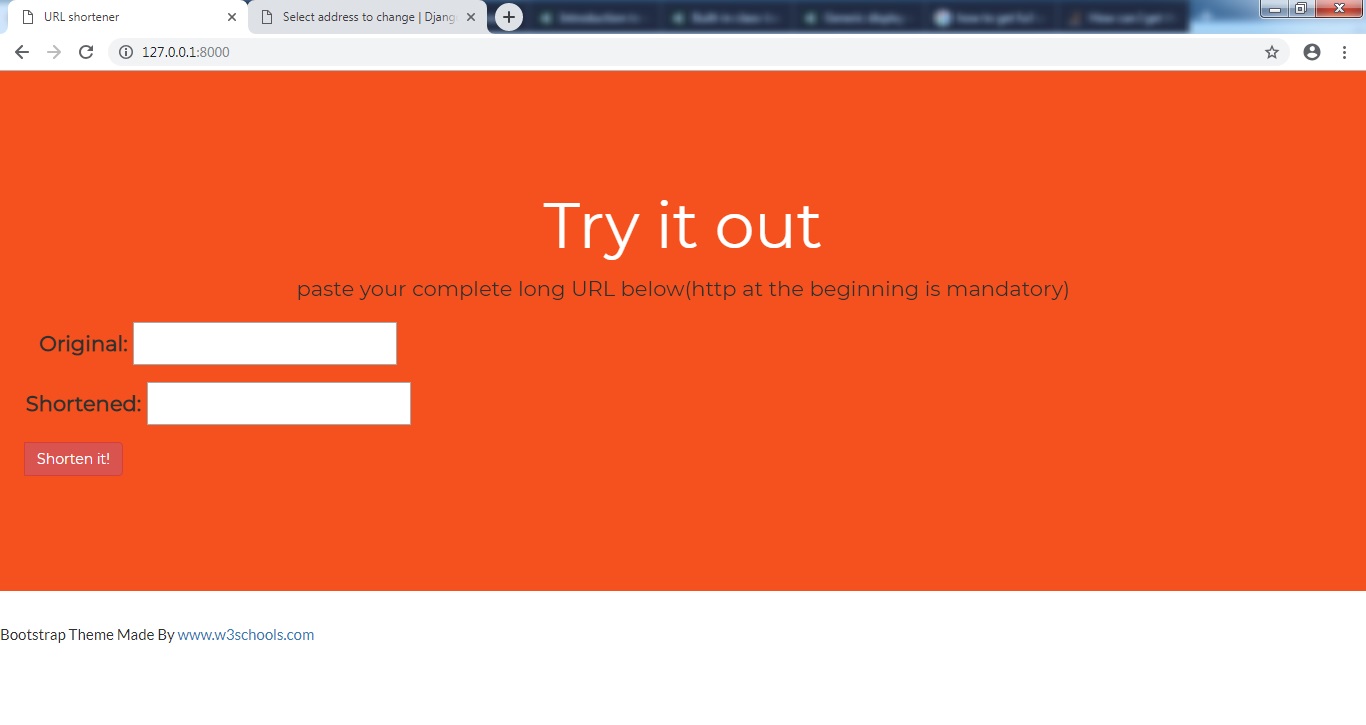 URL shortener
Select address to change | Djang
127.0.0.1:8000
Try it out
paste your complete long URL below(http at the beginning is mandatory)
Original:
Shortened:
Shorten it!
Bootstrap Theme Made By www.w3schools.com